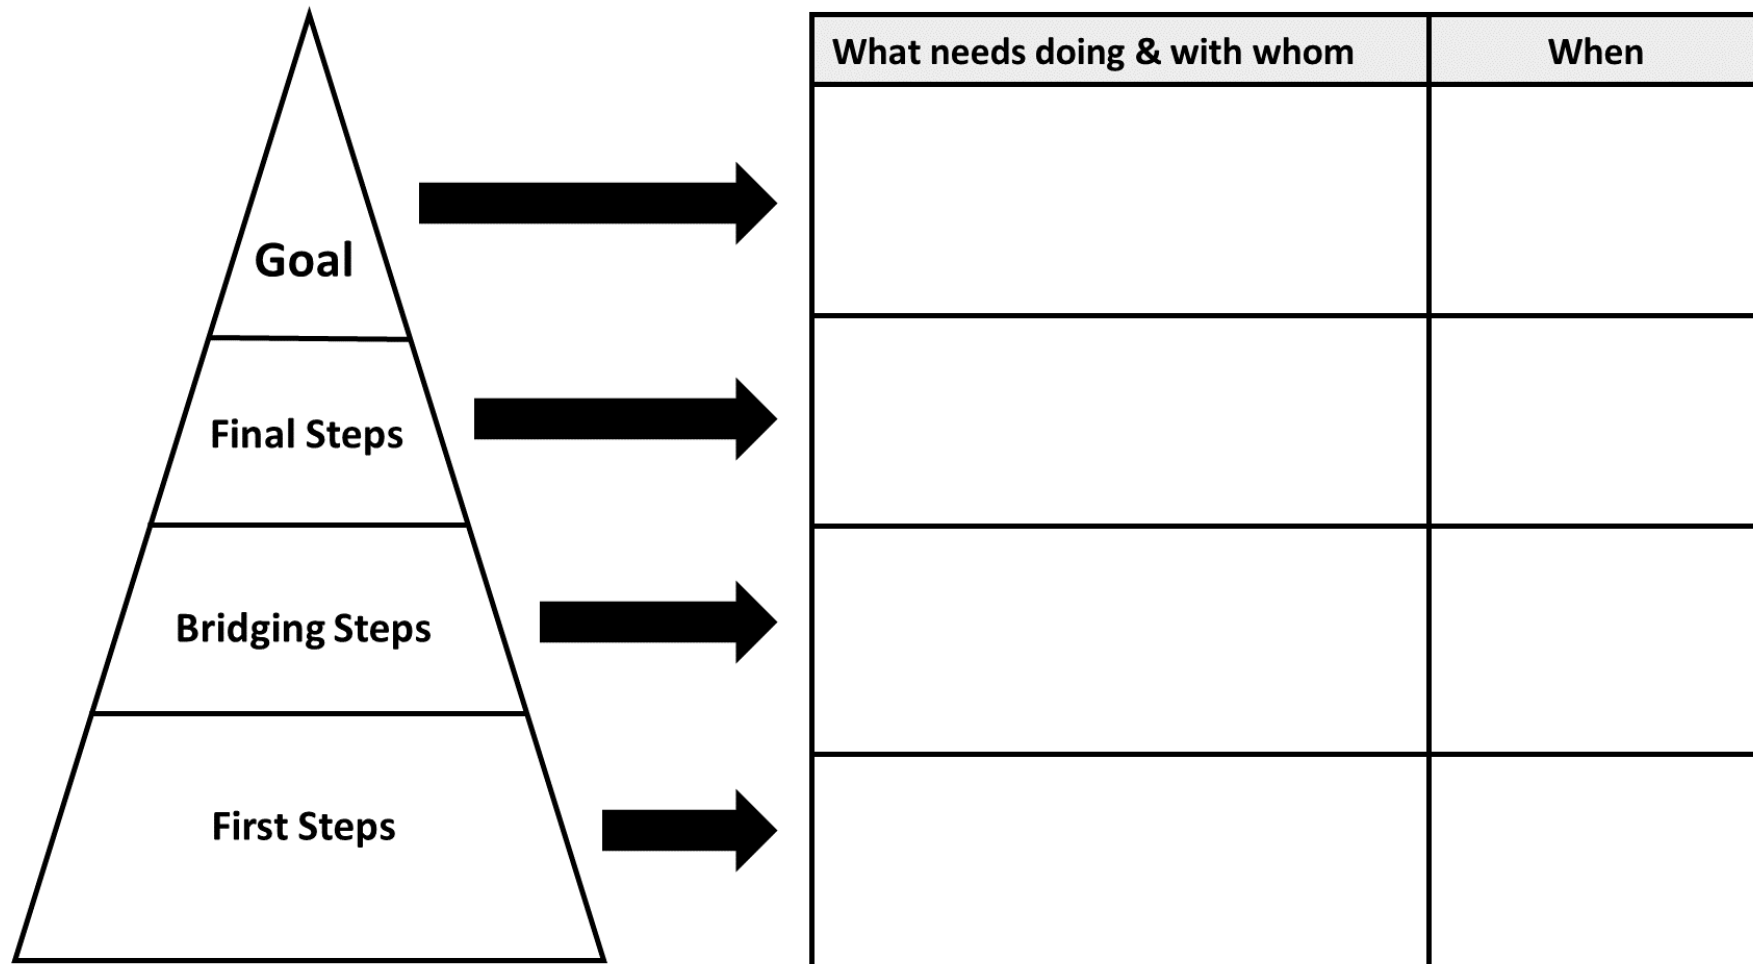 What needs doing & with whom
When
Goal
Final Steps
Bridging Steps
First Steps